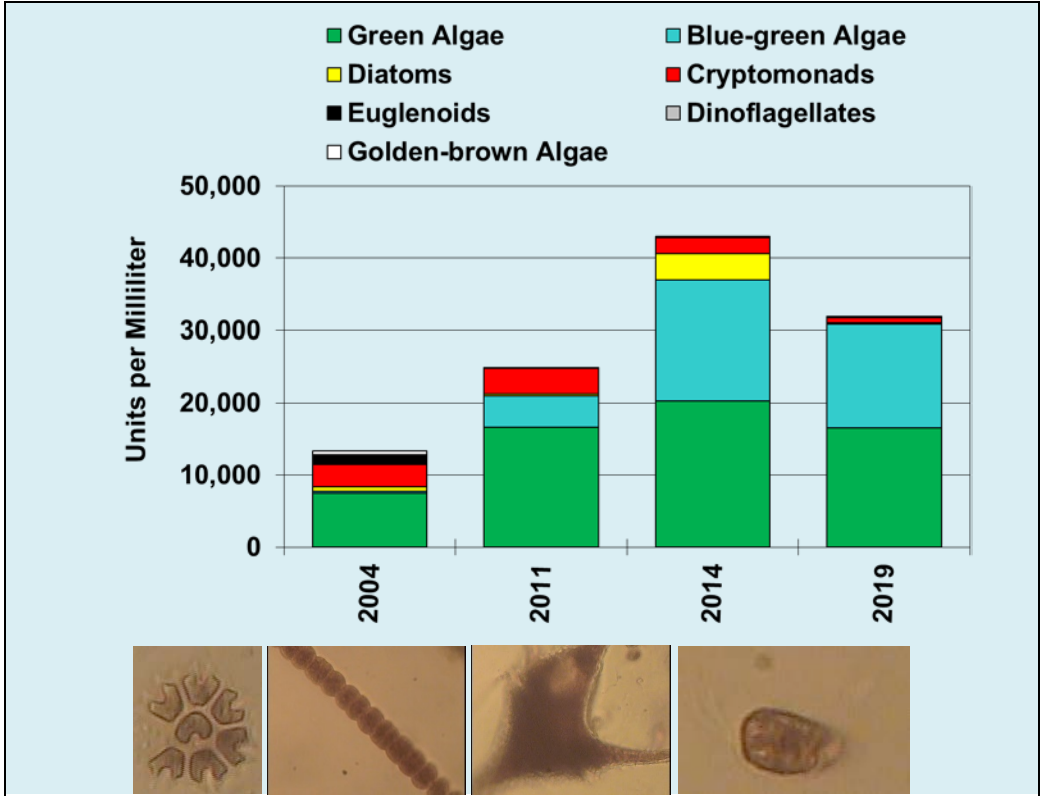 Green Algae
Blue-green Algae
Diatoms
Cryptomonads
Euglenoids
Dinoflagellates
Golden-brown Algae
Units per Milliliter
50,000
40,000
30,000
20,000
10,000
0
2004
2011
2014
2019